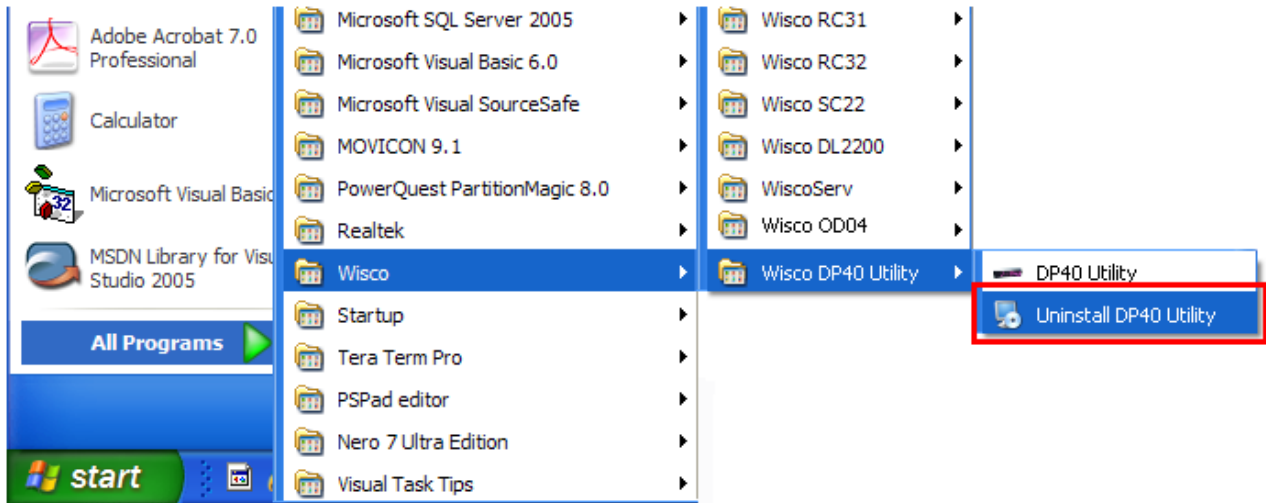 Adobe Acrobat 7.0
Professional
Calculator
Microsoft Visual Basic
32
MSDN Library for Visu
Studio 2005
All Programs
start
Microsoft SQL Server 2005
Microsoft Visual Basic 6.0
Microsoft Visual SourceSafe
MOVICON 9.1
PowerQuest PartitionMagic 8.0
Realtek
Wisco
Startup
Tera Term Pro
PSPad editor
Nero 7 Ultra Edition
Visual Task Tips
Wisco RC31
Wisco RC32
Wisco SC22
Wisco DL2200
WiscoServ
Wisco OD04
Wisco DP40 Utility
DP40 Utility
Uninstall DP40 Utility